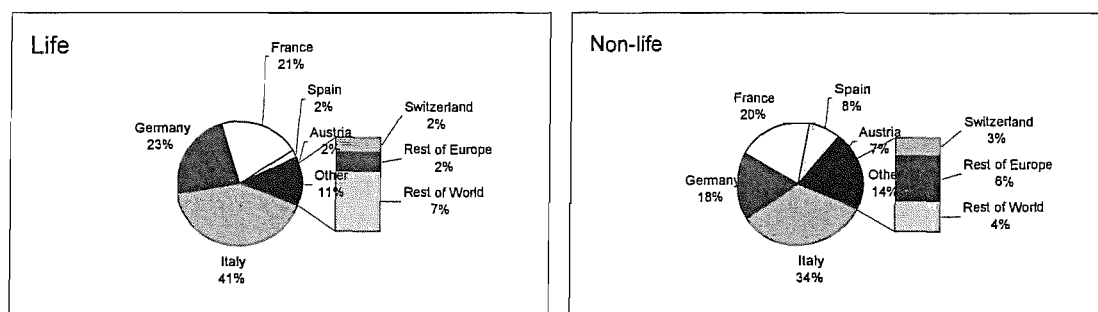 Life
France
21%
Spain
2%
Switzerland
2%
Germany
23%
Austria
2%
Rest of Europe
2%
Other
11%
Rest of World
7%
Italy
41%
Non-life
France
20%
Spain
8%
Switzerland
3%
Austria
7%
Rest of Europe
6%
Germany
18%
Other
14%
Rest of World
4%
Italy
34%